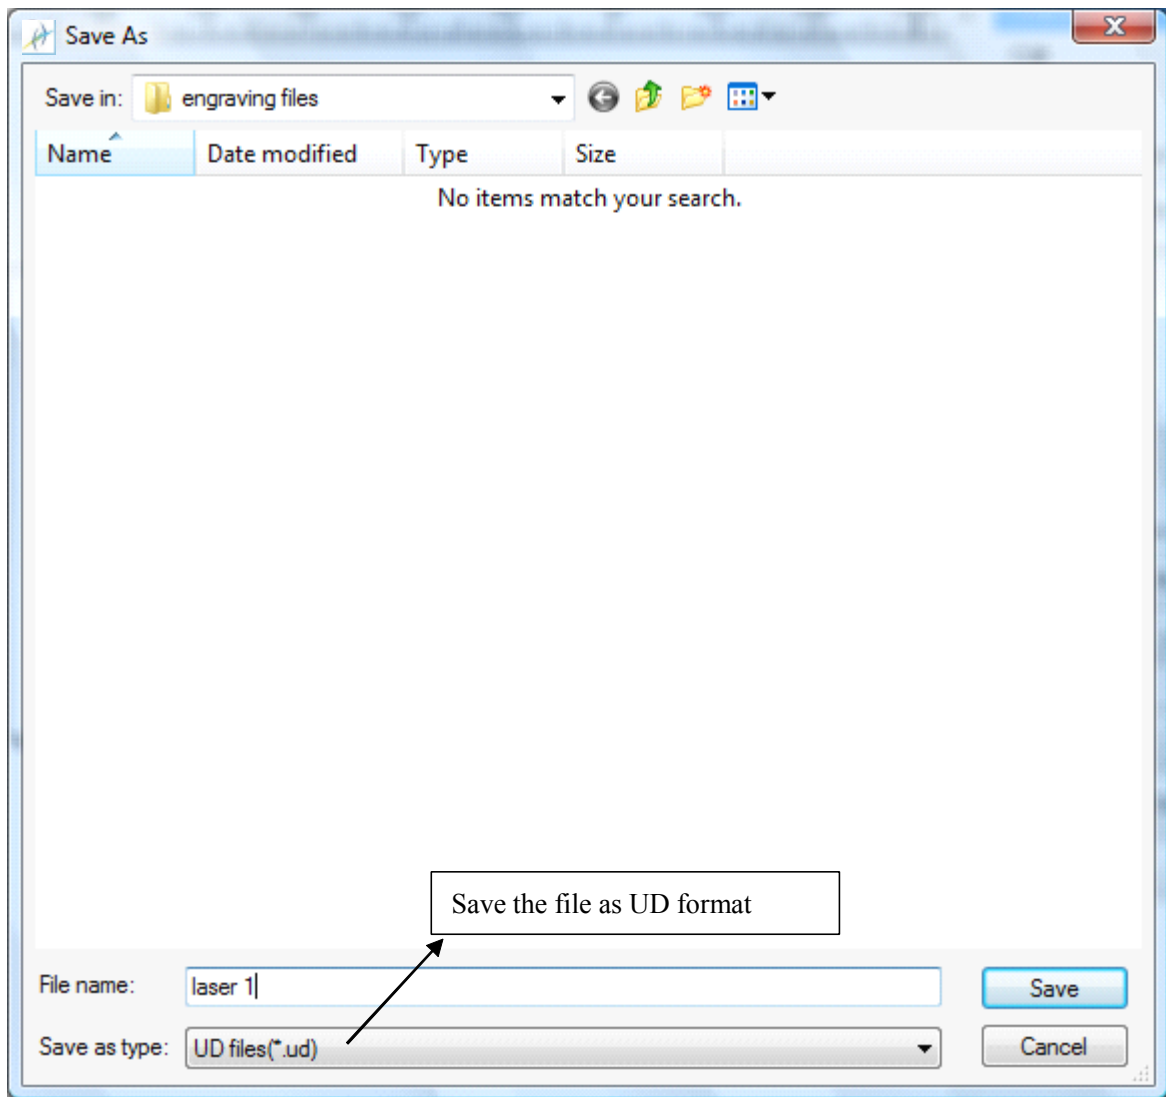 Save As
X
Save in: engraving files
Name Date modified Type Size
No items match your search.
Save the file as UD format
File name: laser 1 Save
Save as type: UD files(*.ud) Cancel